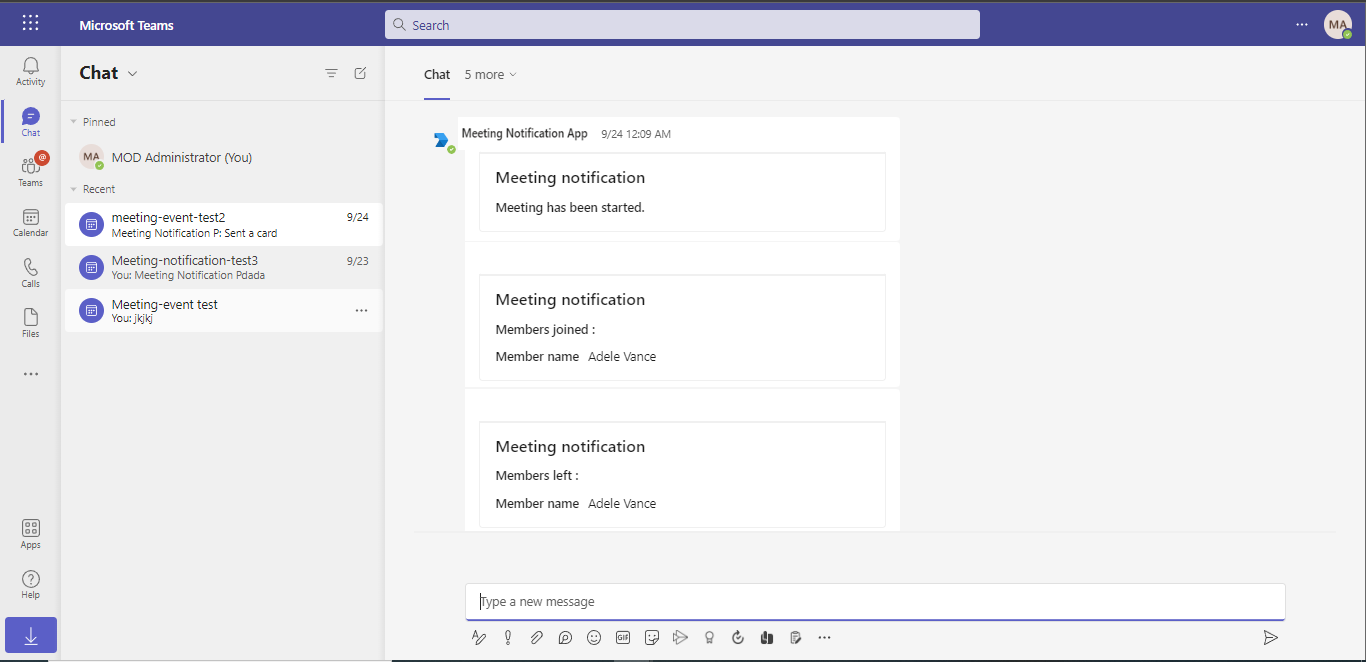 Microsoft Teams
Search
MA
Activity
Chat
Teams
Calendar
Calls
Files
Apps
Help
Chat
Pinned
MA
MOD Administrator (You)
Recent
meeting-event-test2
9/24
Meeting Notification P: Sent a card
Meeting-notification-test3
9/23
You: Meeting Notification Pdada
Meeting-event test
You: jkjkj
Chat
5 more
Meeting Notification App 9/24 12:09 AM
Meeting notification
Meeting has been started.
Meeting notification
Members joined :
Member name Adele Vance
Meeting notification
Members left :
Member name Adele Vance
Type a new message
GIF